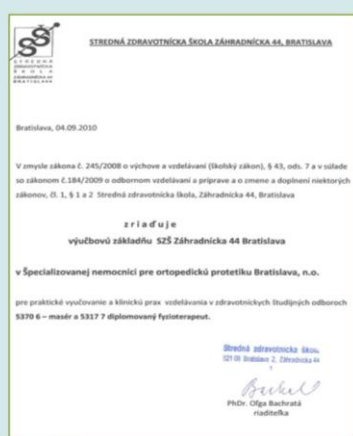 STREDNÁ ZDRAVOTNÍCKA ŠKOLA ZÁHRADNÍCKA 44, BRATISLAVA
Bratislava, 04.09.2010
V zmysle zákona č. 245/2008 o výchove a vzdelávaní (školský zákon), § 43, ods. 7 a v súlade
so zákonom č.184/2009 o odbornom vzdelávaní a príprave a o zmene a doplnení niektorých
zákonov, čl. 1, § 1 a 2 Stredná zdravotnícka škola, Záhradnícka 44, Bratislava
z r i a ď u j e
výučbovú základňu SZŠ Záhradnícka 44 Bratislava
v Špecializovanej nemocnici pre ortopedickú protetiku Bratislava, n.o.
pre praktické vyučovanie a klinickú prax vzdelávania v zdravotníckych študijných odboroch
5370 6 – masér a 5317 7 diplomovaný fyzioterapeut.
Stredná zdravotnícka škola
821 08 Bratislava 2, Záhradnícka 44
PhDr. Oľga Bachratá
riaditeľka